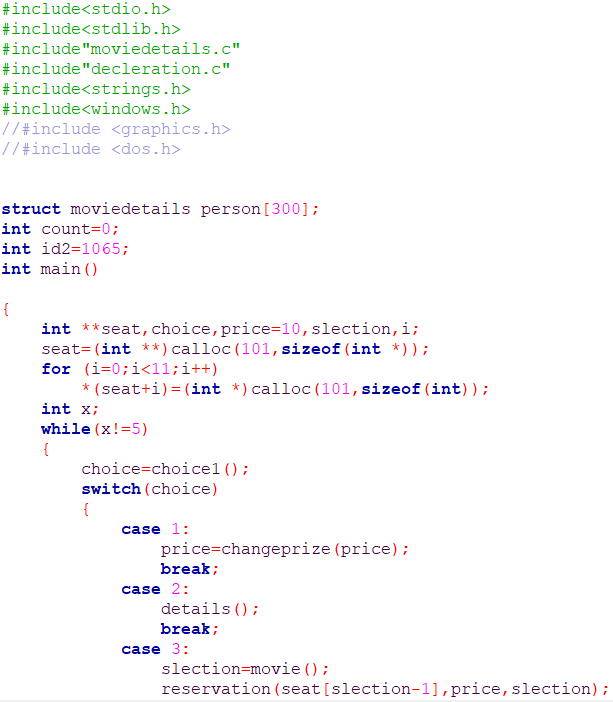 #include<stdio.h>
#include<stdlib.h>
#include"moviedetails.c"
#include"decleration.c"
#include<strings.h>
#include<windows.h>
//#include <graphics.h>
//#include <dos.h>
struct moviedetails person[300];
int count=0;
int id2=1065;
int main()
{
int **seat,choice,price=10,slection,i;
seat=(int **)calloc(101,sizeof(int *));
for (i=0;i<11;i++)
*(seat+i)=(int *)calloc(101,sizeof(int));
int x;
while(x!=5)
{
choice=choice1();
switch(choice)
{
case 1:
price=changeprize(price);
break;
case 2:
details();
break;
case 3:
slection=movie();
reservation(seat[slection-1],price,slection);